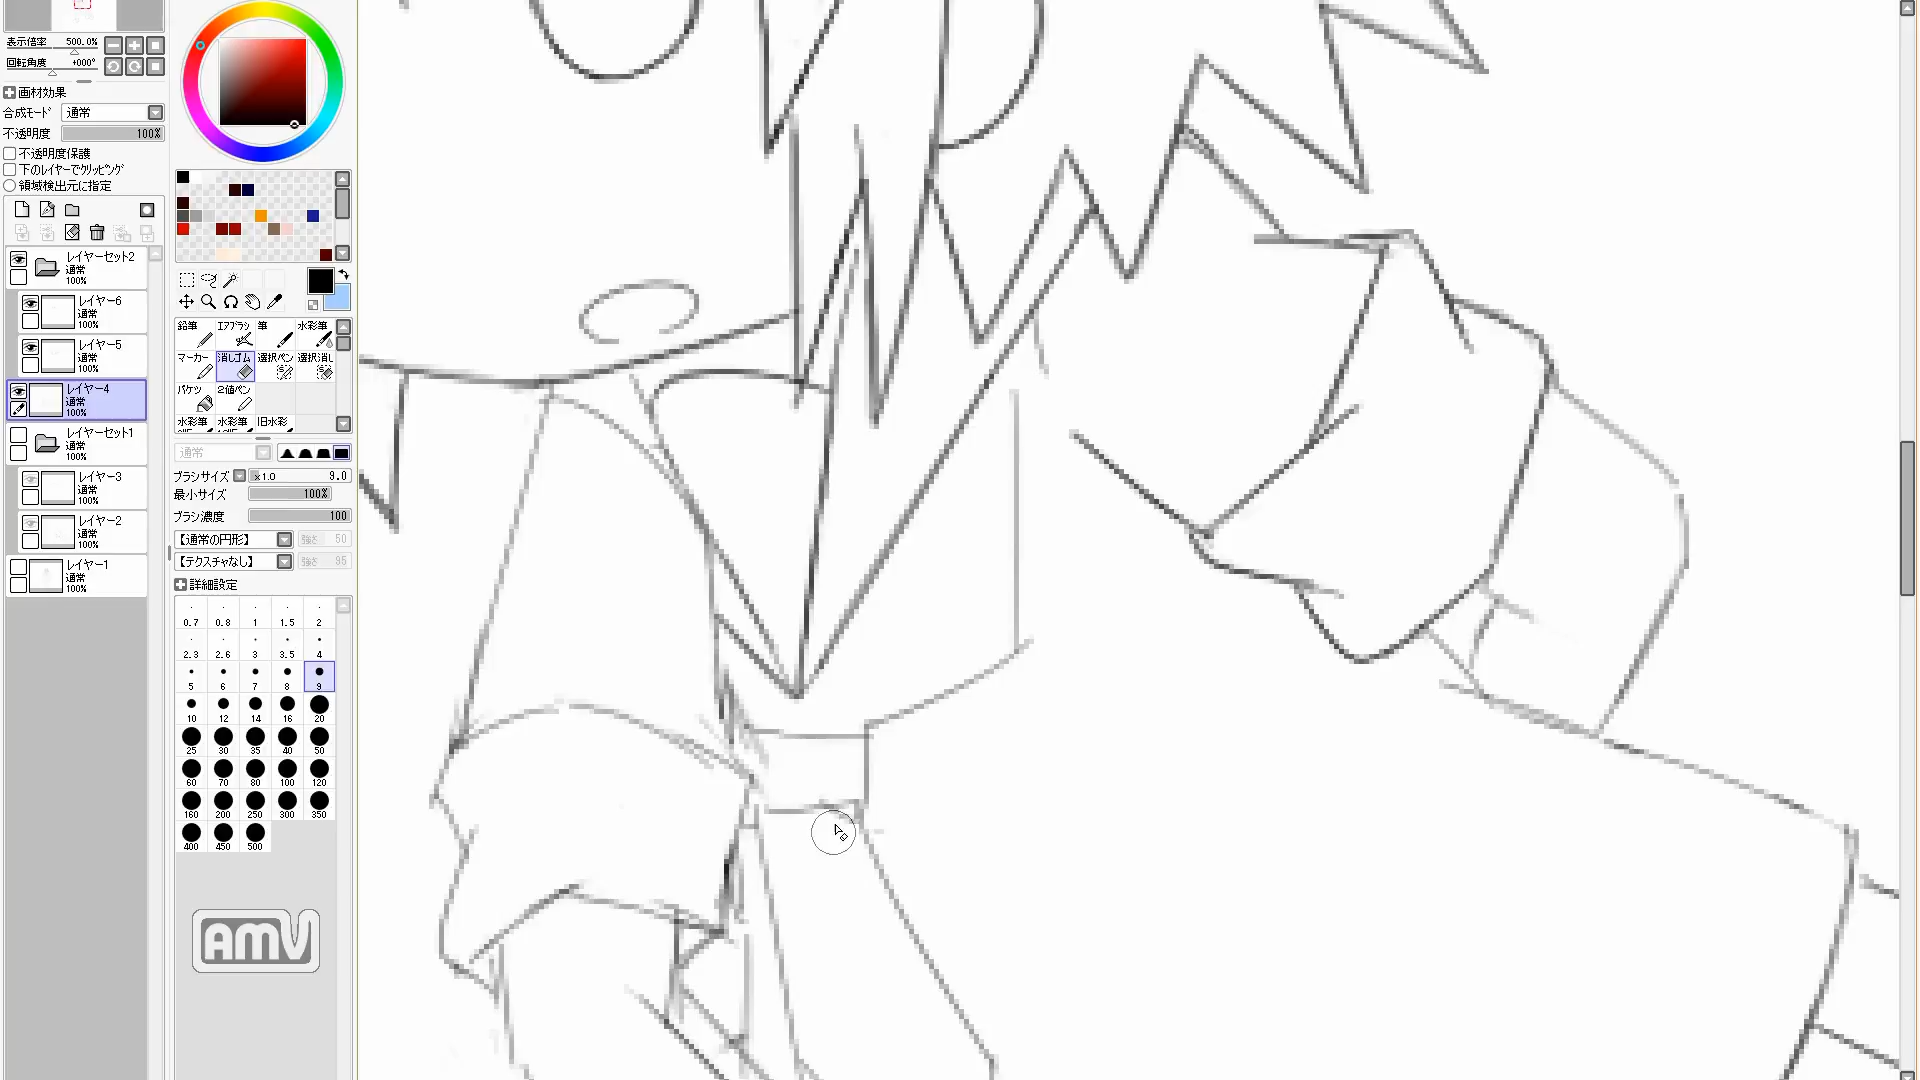 表示倍率 500.0%
回転角度 +000°
画材効果
合成モード 通常
不透明度 100%
不透明度保護
下のレイヤーでクリッピング
領域検出元に指定
レイヤーセット2
通常
100%
レイヤー6
通常
100%
レイヤー5
通常
100%
レイヤー4
通常
100%
レイヤーセット1
通常
100%
レイヤー3
通常
100%
レイヤー2
通常
100%
レイヤー1
通常
100%
鉛筆 エアブラシ 筆 水彩筆
マーカー 消しゴム 選択ペン 選択消し
バケツ 2値ペン
水彩筆 水彩筆 旧水彩
通常
ブラシサイズ x1.0 9.0
最小サイズ 100%
ブラシ濃度 100
【通常の円形】 強さ 50
【テクスチャなし】 強さ 95
詳細設定
0.7 0.8 1 1.5 2
2.3 2.6 3 3.5 4
5 6 7 8 9
10 12 14 16 20
25 30 35 40 50
60 70 80 100 120
160 200 250 300 350
400 450 500
AMV